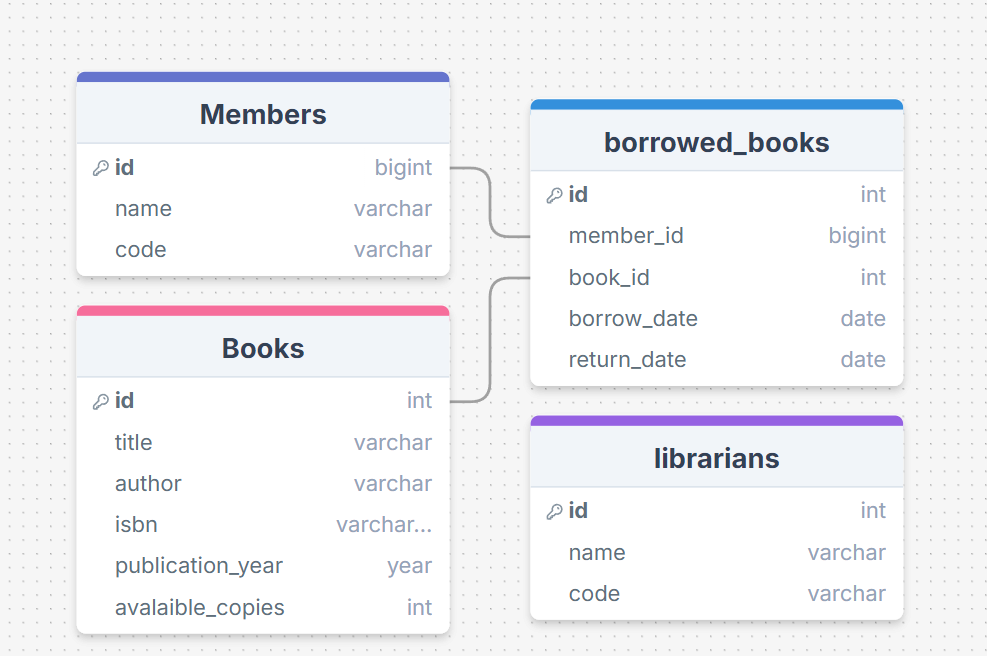 Members
id bigint
name varchar
code varchar
Books
id int
title varchar
author varchar
isbn varchar...
publication_year year
avalaible_copies int
borrowed_books
id int
member_id bigint
book_id int
borrow_date date
return_date date
librarians
id int
name varchar
code varchar